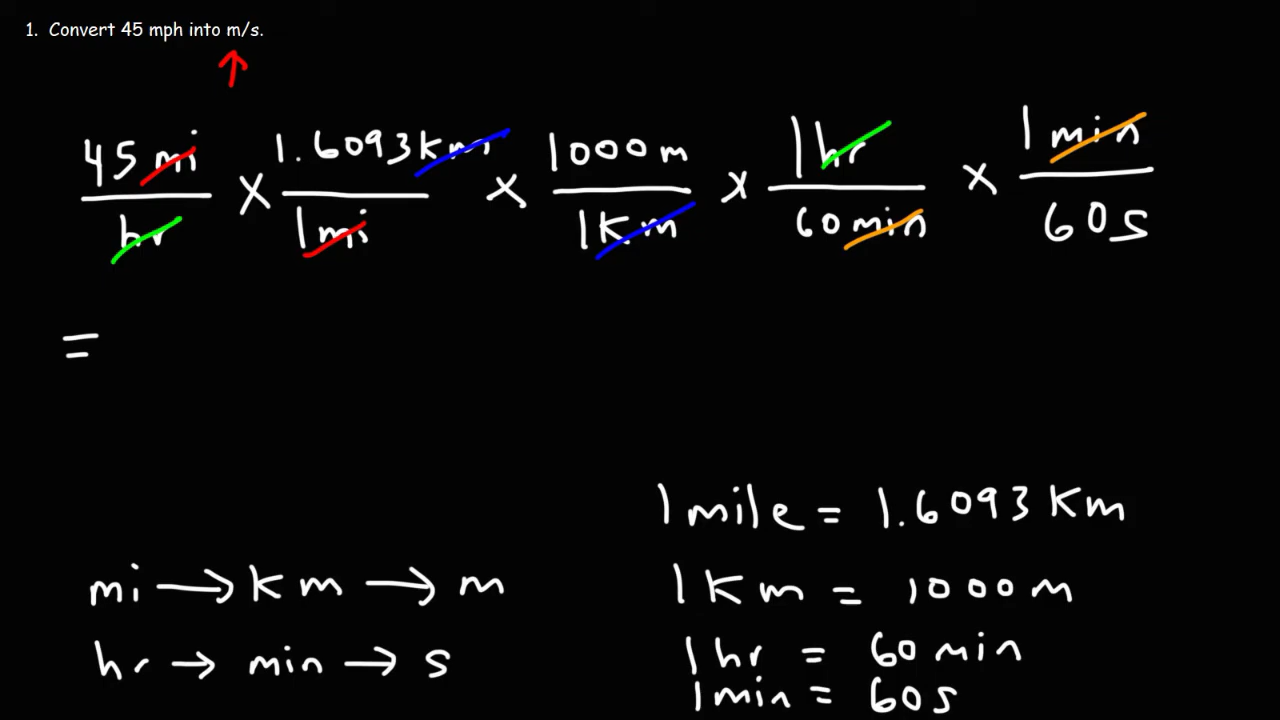 1. Convert 45 mph into m/s.
45 mi × 1.6093 km × 1000 m × 1 hr × 1 min
hr 1 mi 1 Km 60 min 60 s
=
1 mile = 1.6093 Km
mi → Km → m 1 Km = 1000 m
hr → min → s 1 hr = 60 min
1 min = 60 s